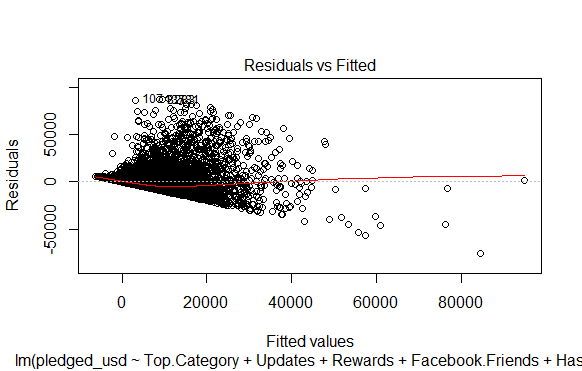 Residuals vs Fitted
Residuals
50000
0
-50000
0
20000
40000
60000
80000
Fitted values
lm(pledged_usd ~ Top.Category + Updates + Rewards + Facebook.Friends + Has